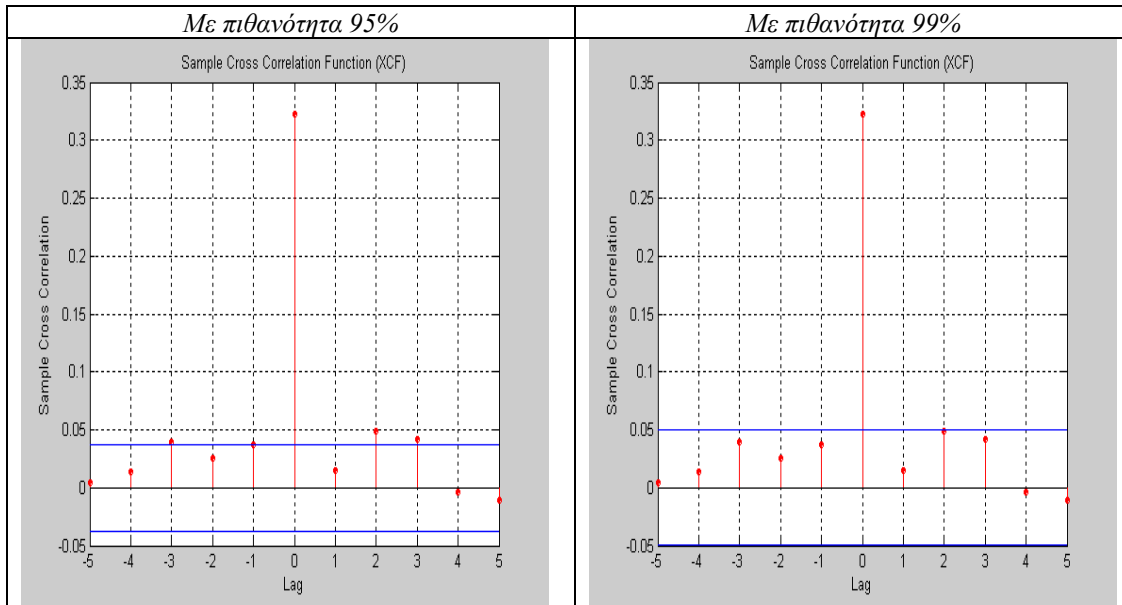 Με πιθανότητα 95%
Με πιθανότητα 99%
Sample Cross Correlation Function (XCF)
0.35
0.3
0.25
0.2
0.15
0.1
0.05
0
-0.05
Sample Cross Correlation
-5 -4 -3 -2 -1 0 1 2 3 4 5
Lag
Sample Cross Correlation Function (XCF)
0.35
0.3
0.25
0.2
0.15
0.1
0.05
0
-0.05
Sample Cross Correlation
-5 -4 -3 -2 -1 0 1 2 3 4 5
Lag